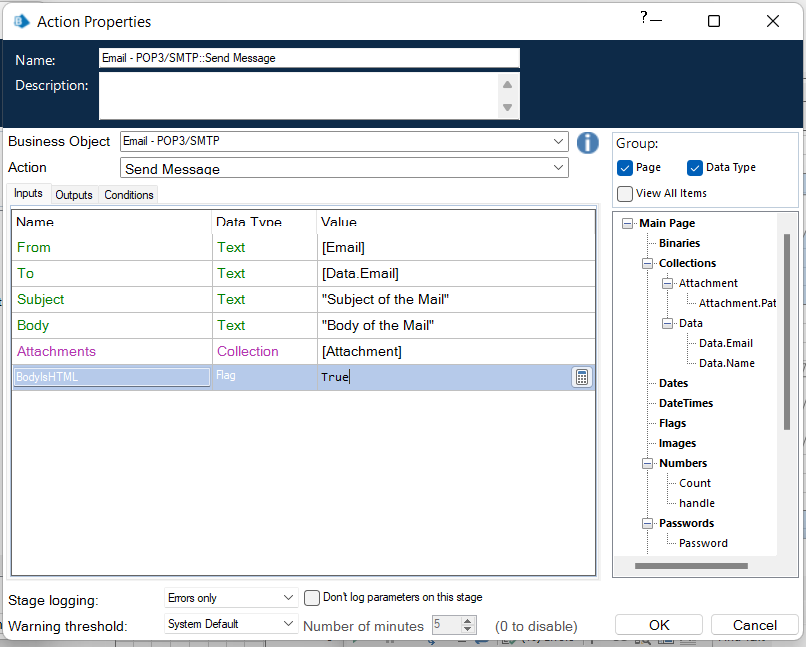 Action Properties
?
Name: Email - POP3/SMTP::Send Message
Description:
Business Object Email - POP3/SMTP
Action Send Message
Inputs Outputs Conditions
Name Data Type Value
From Text [Email]
To Text [Data.Email]
Subject Text "Subject of the Mail"
Body Text "Body of the Mail"
Attachments Collection [Attachment]
BodyIsHTML Flag True
Group:
Page Data Type
View All Items
Main Page
Binaries
Collections
Attachment
Attachment.Pat
Data
Data.Email
Data.Name
Dates
DateTimes
Flags
Images
Numbers
Count
handle
Passwords
Password
Stage logging: Errors only Don't log parameters on this stage
Warning threshold: System Default Number of minutes 5 (0 to disable)
OK Cancel